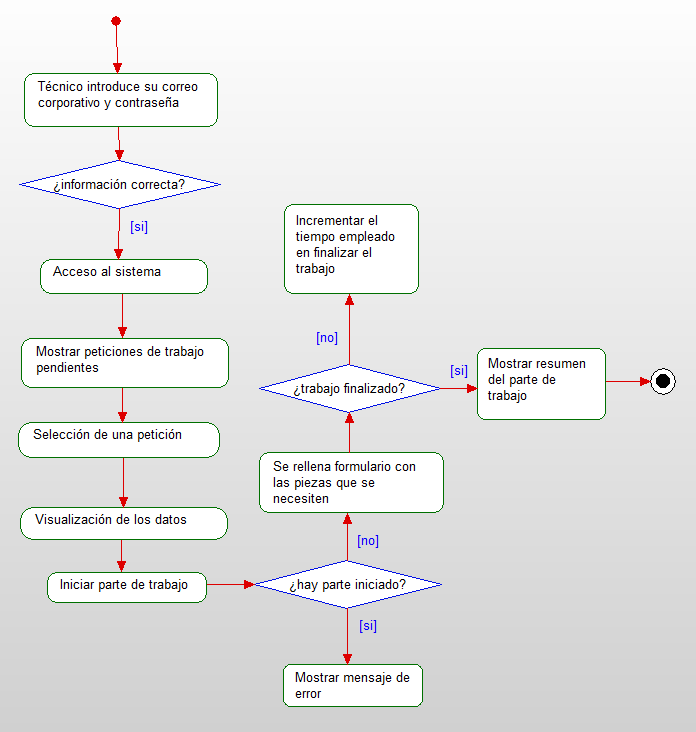 Técnico introduce su correo
corporativo y contraseña
¿información correcta?
[si]
Acceso al sistema
Mostrar peticiones de trabajo
pendientes
Selección de una petición
Visualización de los datos
Iniciar parte de trabajo
¿hay parte iniciado?
[si]
Mostrar mensaje de
error
[no]
Se rellena formulario con
las piezas que se
necesiten
¿trabajo finalizado?
[no]
Incrementar el
tiempo empleado
en finalizar el
trabajo
[si]
Mostrar resumen
del parte de
trabajo